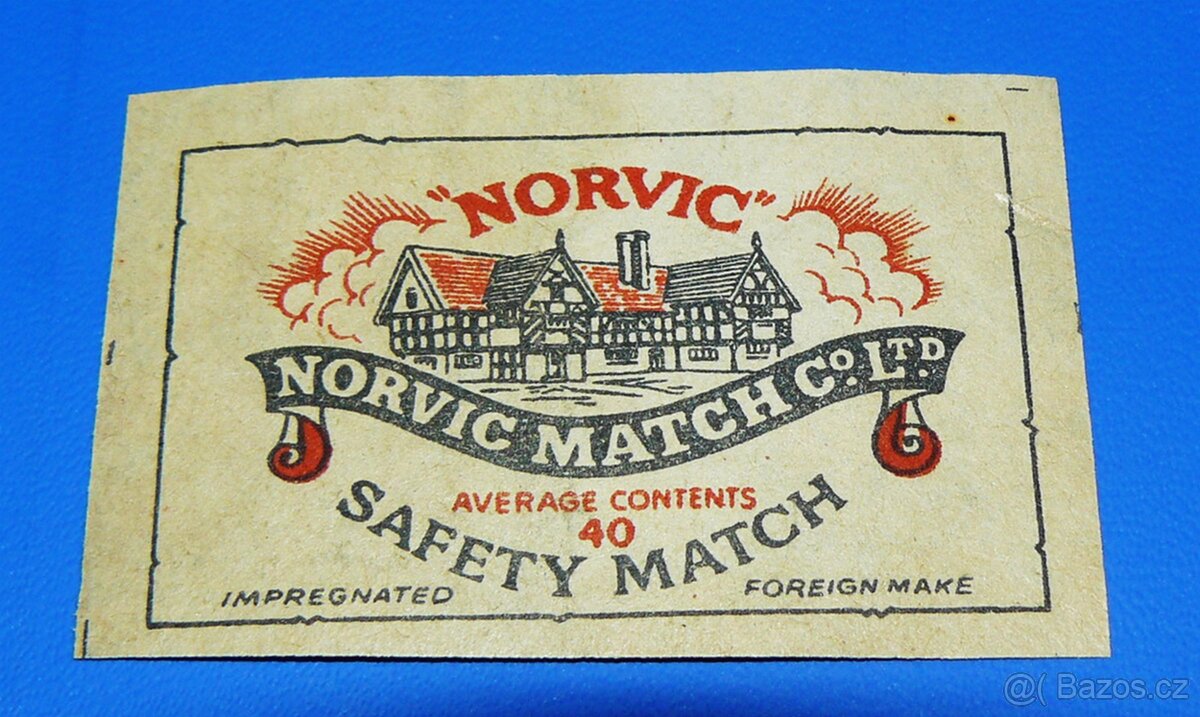 "NORVIC"
NORVIC MATCH Co. LTD
AVERAGE CONTENTS
40
SAFETY MATCH
IMPREGNATED
FOREIGN MAKE
@( Bazos.cz